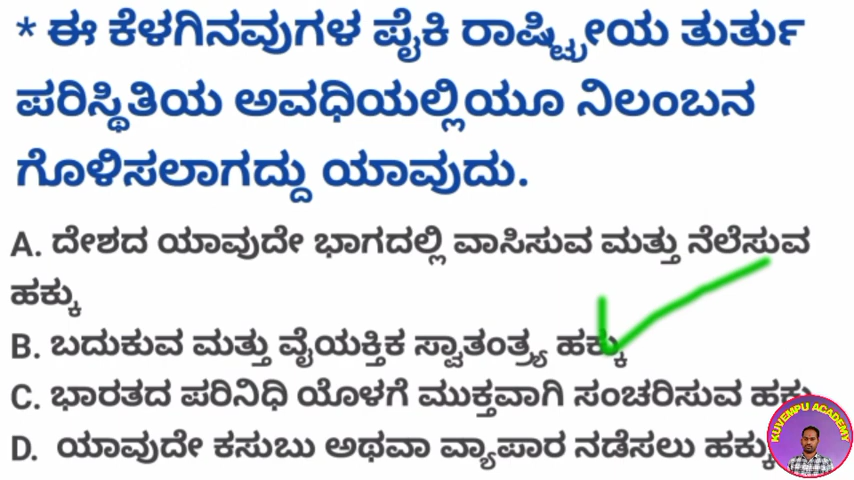 * ಈ ಕೆಳಗಿನವುಗಳ ಪೈಕಿ ರಾಷ್ಟ್ರೀಯ ತುರ್ತು
ಪರಿಸ್ಥಿತಿಯ ಅವಧಿಯಲ್ಲಿಯೂ ನಿಲಂಬನ
ಗೊಳಿಸಲಾಗದ್ದು ಯಾವುದು.
A. ದೇಶದ ಯಾವುದೇ ಭಾಗದಲ್ಲಿ ವಾಸಿಸುವ ಮತ್ತು ನೆಲೆಸುವ
ಹಕ್ಕು
B. ಬದುಕುವ ಮತ್ತು ವೈಯಕ್ತಿಕ ಸ್ವಾತಂತ್ರ್ಯ ಹಕ್ಕು
C. ಭಾರತದ ಪರಿನಿಧಿ ಯೊಳಗೆ ಮುಕ್ತವಾಗಿ ಸಂಚರಿಸುವ ಹಕ್ಕು
D. ಯಾವುದೇ ಕಸುಬು ಅಥವಾ ವ್ಯಾಪಾರ ನಡೆಸಲು ಹಕ್ಕು
KUVEMPU ACADEMY